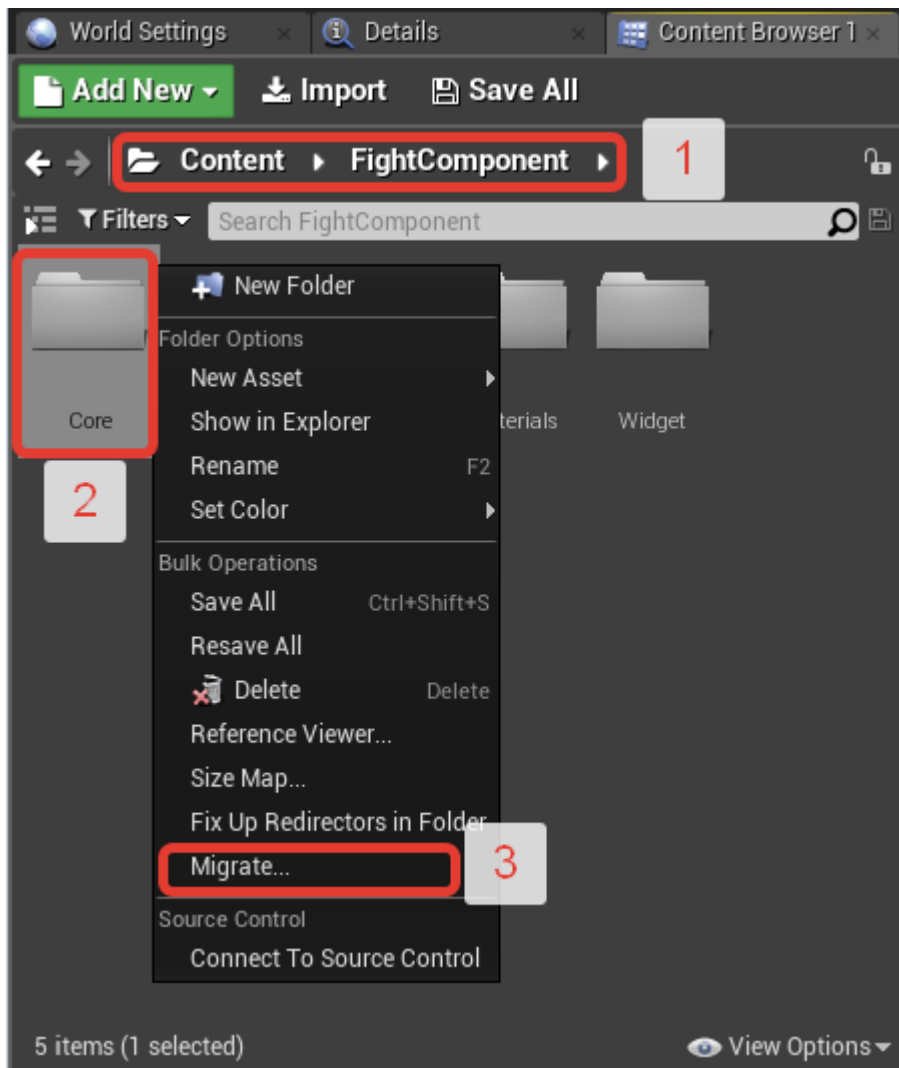 World Settings × Details × Content Browser 1 ×
Add New Import Save All
Content FightComponent 1
Filters Search FightComponent
New Folder
Folder Options
New Asset
Core Show in Explorer terials Widget
Rename F2
2 Set Color
Bulk Operations
Save All Ctrl+Shift+S
Resave All
Delete Delete
Reference Viewer...
Size Map...
Fix Up Redirectors in Folder
Migrate... 3
Source Control
Connect To Source Control
5 items (1 selected) View Options